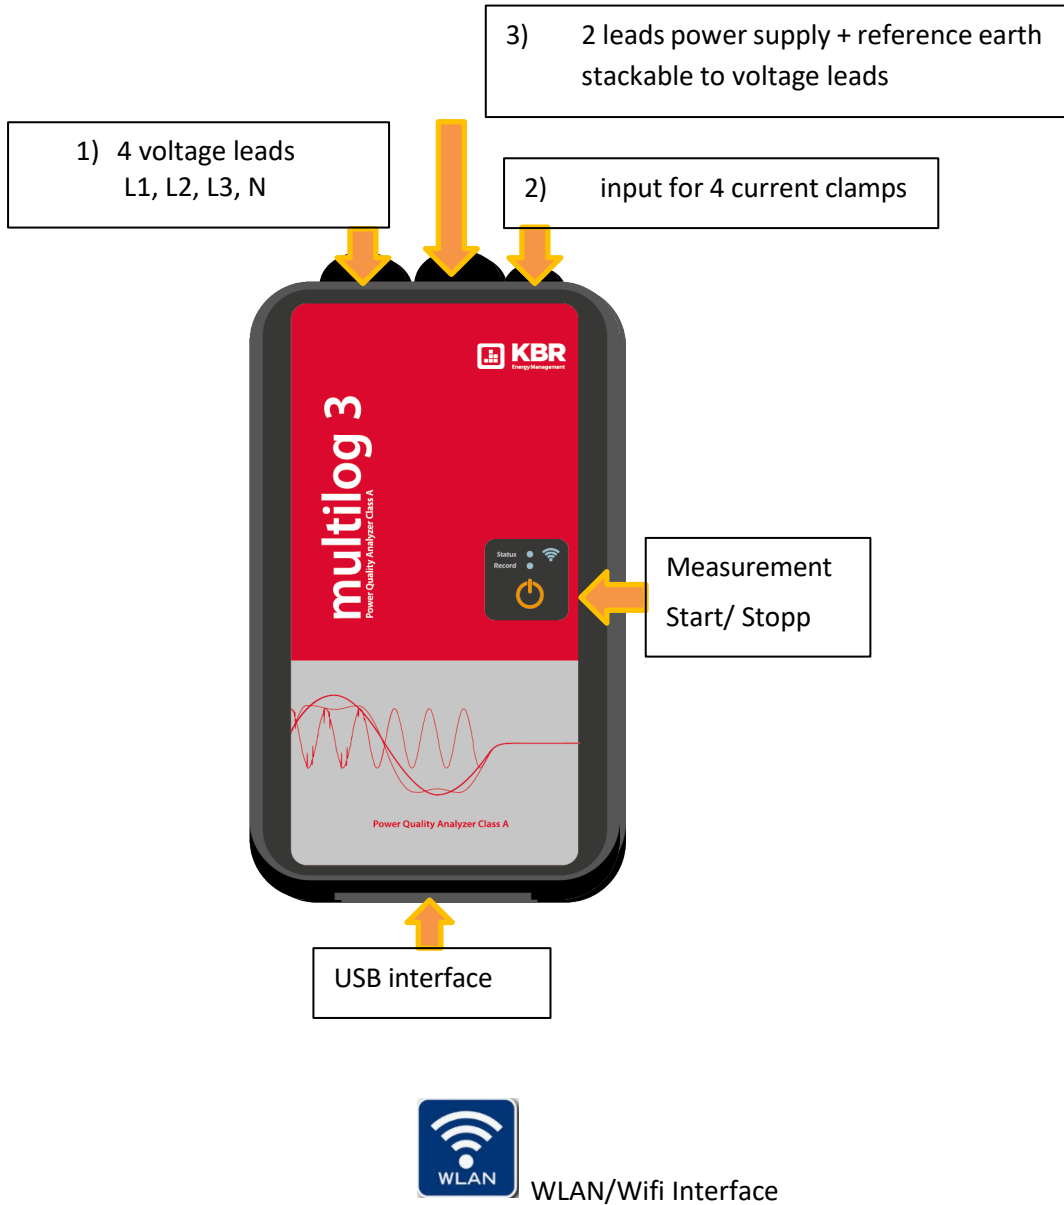 3) 2 leads power supply + reference earth
stackable to voltage leads
1) 4 voltage leads
L1, L2, L3, N
2) input for 4 current clamps
KBR
EnergyManagement
multilog 3
Power Quality Analyzer Class A
Status
Record
Measurement
Start/ Stopp
Power Quality Analyzer Class A
USB interface
WLAN
WLAN/Wifi Interface